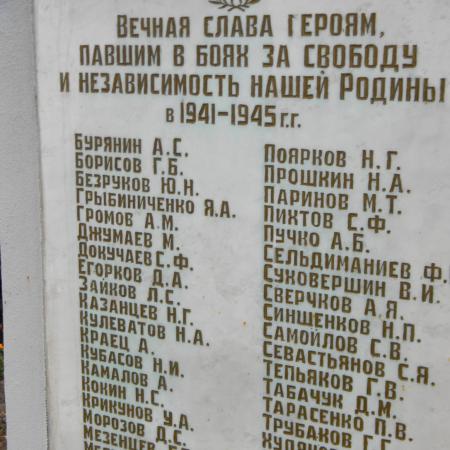 Вечная слава героям,
павшим в боях за свободу
и независимость нашей Родины
в 1941-1945 г.г.
Бурянин А.С.
Борисов Г.Б.
Безруков Ю.Н.
Грыбиниченко Я.А.
Громов А.М.
Джумаев М.
Докучаев С.Ф.
Егорков Д.А.
Зайков Л.С.
Казанцев Н.Г.
Кулеватов Н.А.
Краец А.
Кубасов Н.И.
Камалов А.
Кокин Н.С.
Крикунов У.А.
Морозов Д.С.
Мезенцев
Поярков Н.Г.
Прошкин Н.А.
Паринов М.Т.
Пиктов С.Ф.
Пучко А.Б.
Сельдиманиев Ф.
Суховершин В.И.
Сверчков А.Я.
Синшенков Н.П.
Самойлов С.В.
Севастьянов С.Я.
Тепьяков Г.В.
Табачук Д.М.
Тарасенко П.В.
Трубаков Г.Г.